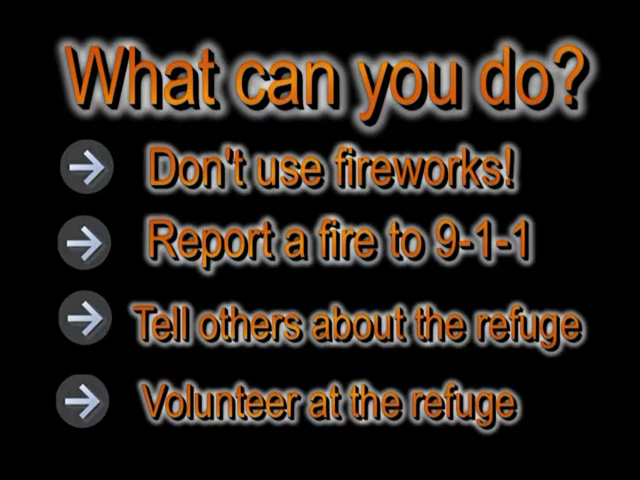 What can you do?
Don't use fireworks!
Report a fire to 9-1-1
Tell others about the refuge
Volunteer at the refuge